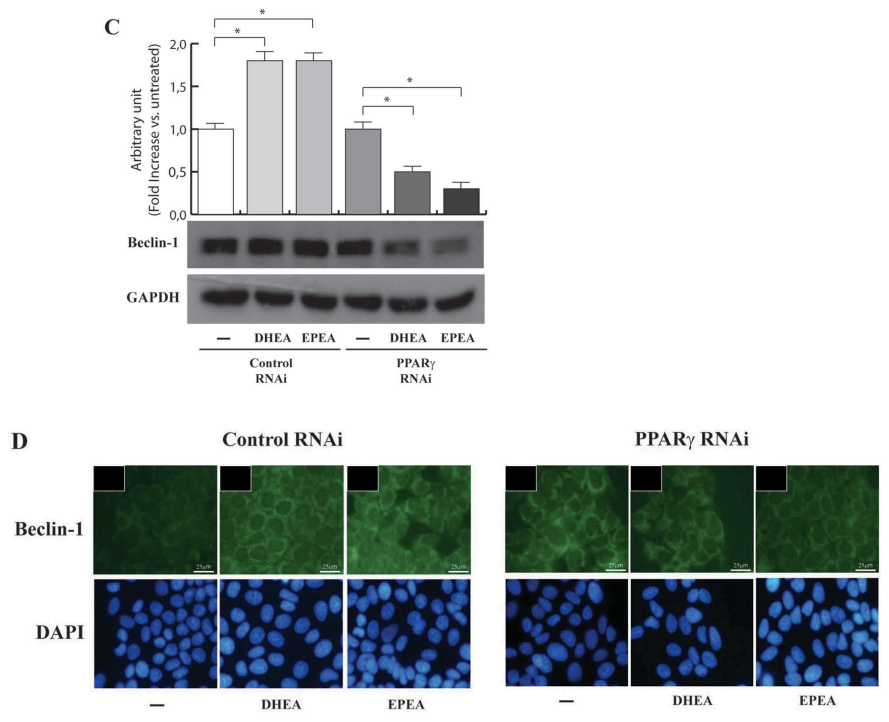 C
* *
Arbitrary unit
(Fold Increase vs. untreated)
2,0
1,5
1,0
0,5
0,0
* *
Beclin-1
GAPDH
— DHEA EPEA — DHEA EPEA
Control
RNAi
PPARγ
RNAi
D
Control RNAi PPARγ RNAi
Beclin-1
25μm 25μm 25μm 25μm 25μm 25μm
DAPI
— DHEA EPEA — DHEA EPEA